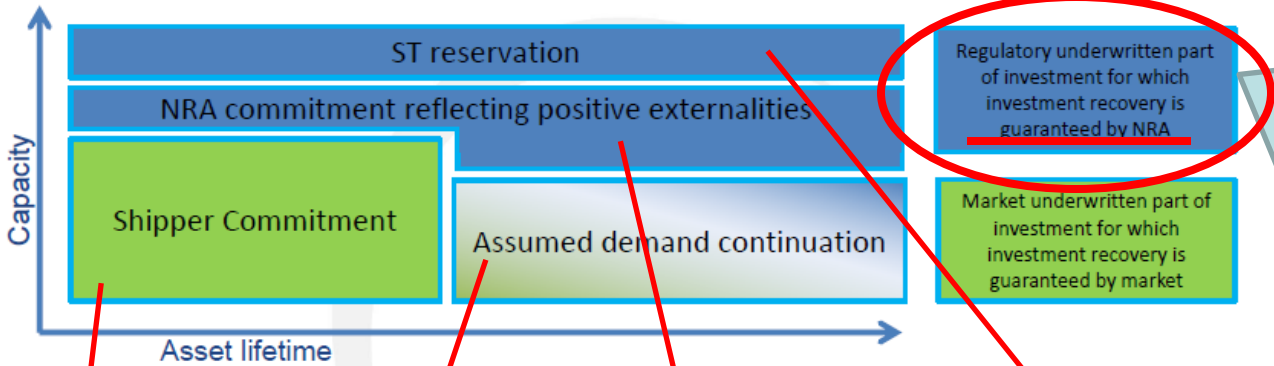 ST reservation
NRA commitment reflecting positive externalities
Shipper Commitment
Assumed demand continuation
Capacity
Asset lifetime
Regulatory underwritten part
of investment for which
investment recovery is
guaranteed by NRA
Market underwritten part of
investment for which
investment recovery is
guaranteed by market